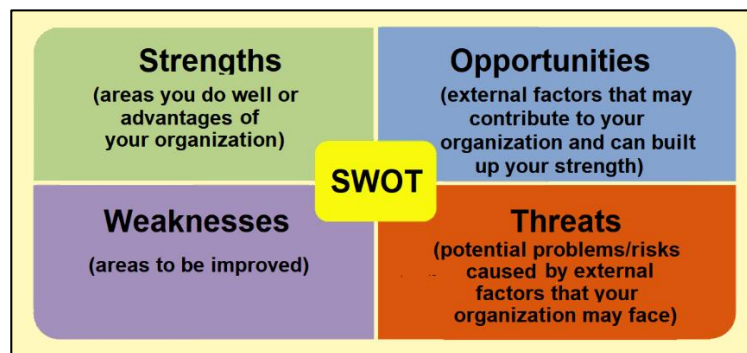 Strengths
(areas you do well or
advantages of
your organization)
Opportunities
(external factors that may
contribute to your
organization and can built
up your strength)
SWOT
Weaknesses
(areas to be improved)
Threats
(potential problems/risks
caused by external
factors that your
organization may face)